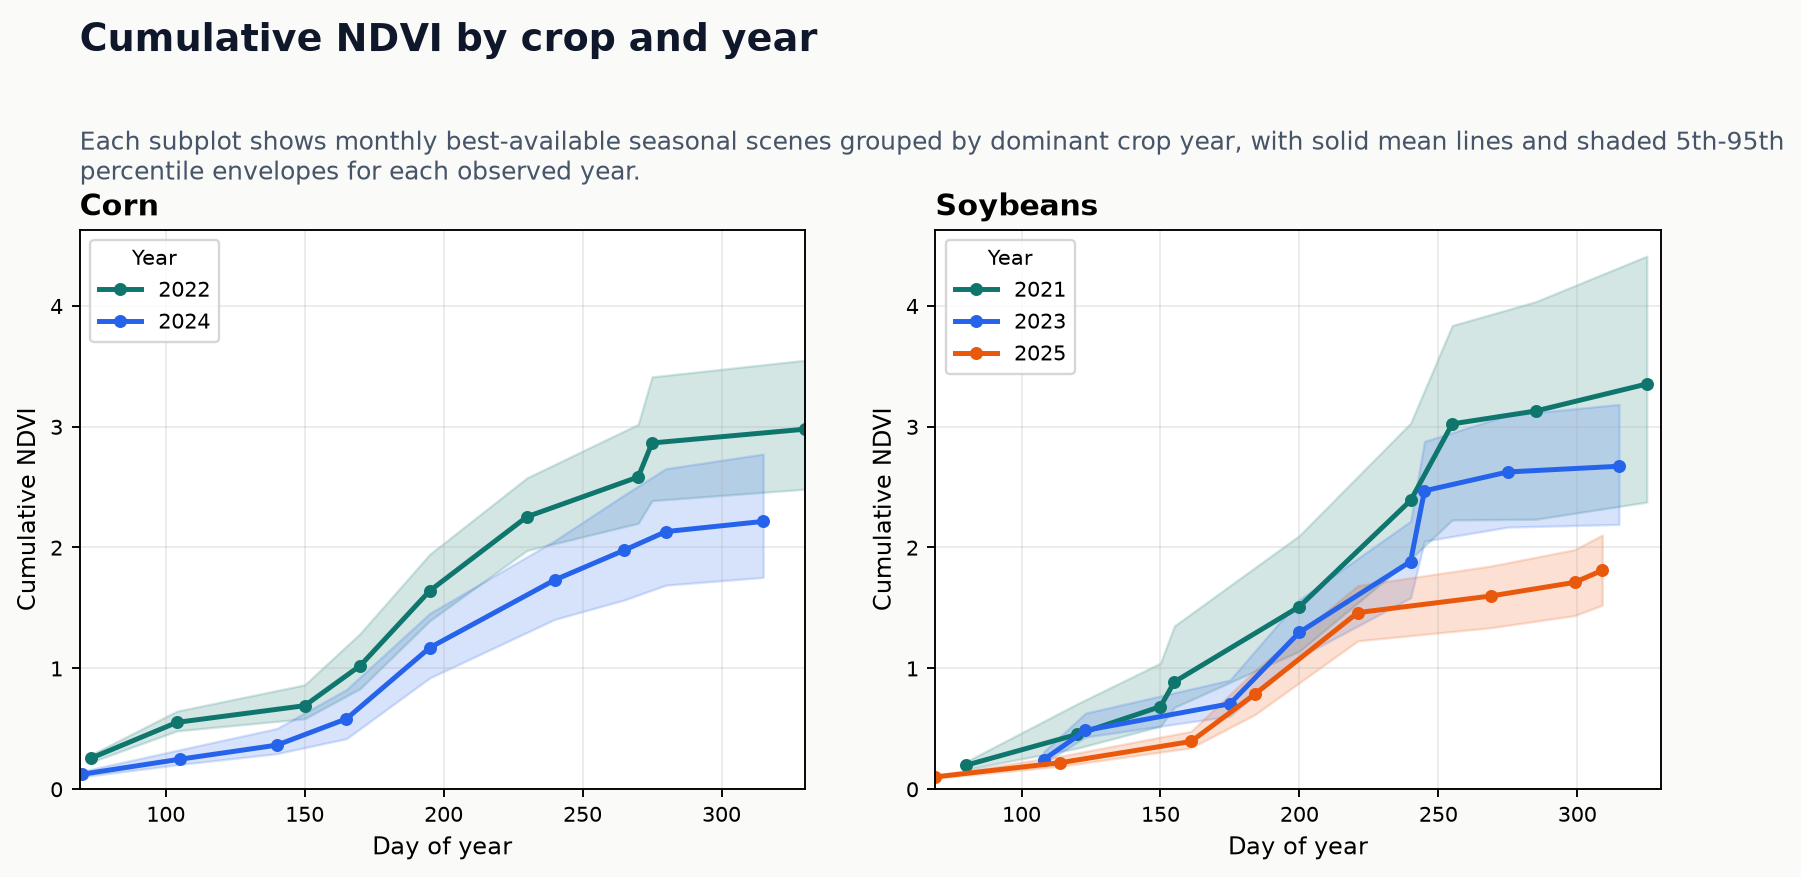 Cumulative NDVI by crop and year
Each subplot shows monthly best-available seasonal scenes grouped by dominant crop year, with solid mean lines and shaded 5th-95th
percentile envelopes for each observed year.
Corn
Year
2022
2024
Cumulative NDVI
4
3
2
1
0
100 150 200 250 300
Day of year
Soybeans
Year
2021
2023
2025
Cumulative NDVI
4
3
2
1
0
100 150 200 250 300
Day of year